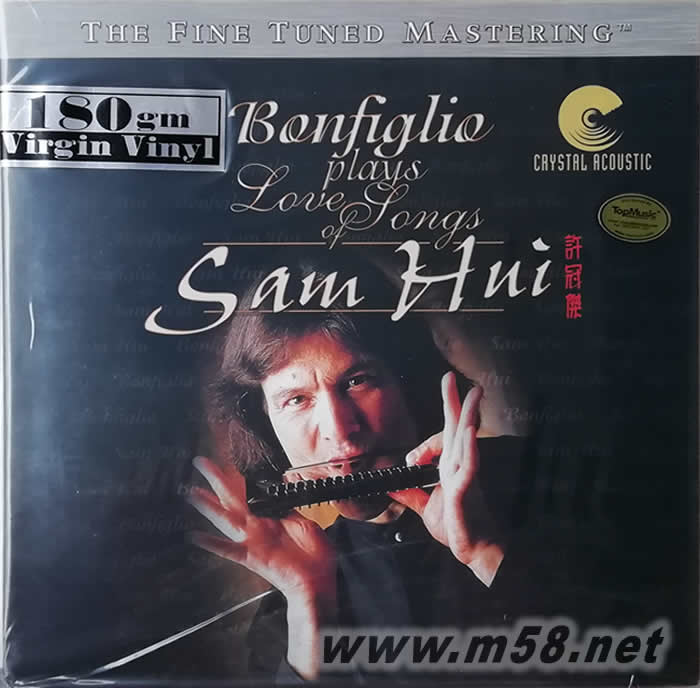 THE FINE TUNED MASTERING™
180gm
Virgin Vinyl
Bonfiglio
plays
Love Songs
of
Sam Hui
許冠傑
CRYSTAL ACOUSTIC
TopMusic
www.m58.net